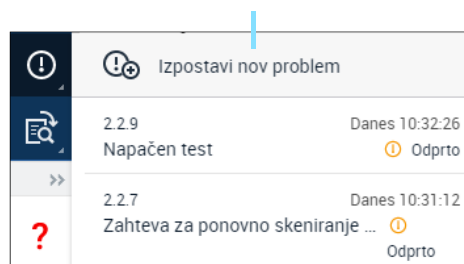 Izpostavi nov problem
2.2.9 Danes 10:32:26
Napačen test Odprto
2.2.7 Danes 10:31:12
Zahteva za ponovno skeniranje ...
Odprto
?